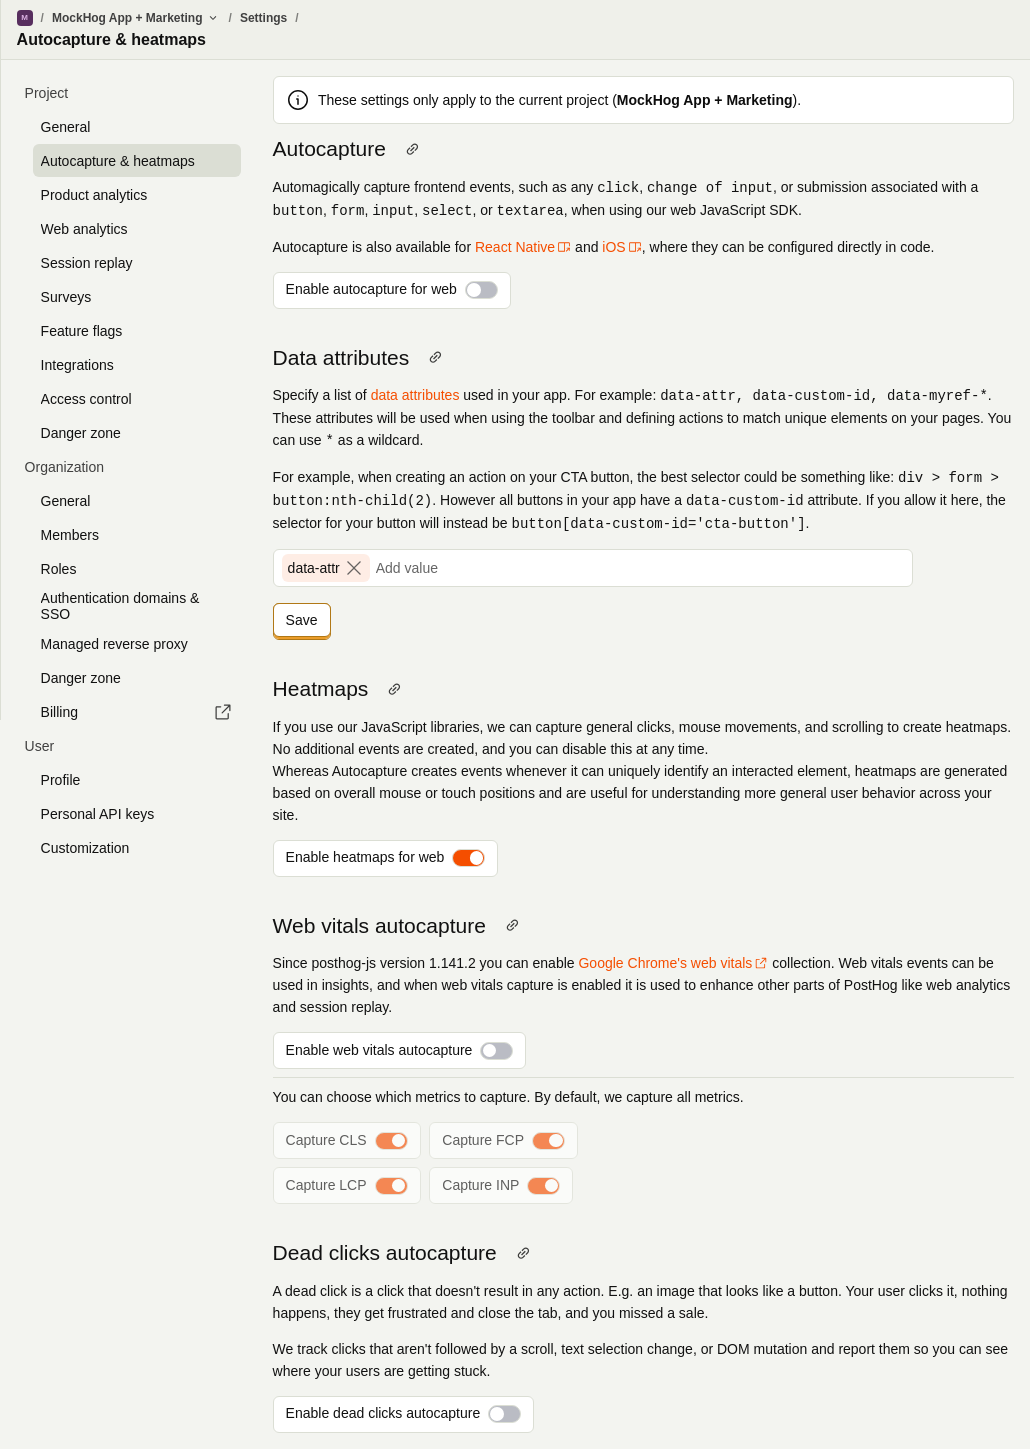 M / MockHog App + Marketing / Settings /
Autocapture & heatmaps
Project
General
Autocapture & heatmaps
Product analytics
Web analytics
Session replay
Surveys
Feature flags
Integrations
Access control
Danger zone
Organization
General
Members
Roles
Authentication domains &
SSO
Managed reverse proxy
Danger zone
Billing
User
Profile
Personal API keys
Customization
These settings only apply to the current project (MockHog App + Marketing).
Autocapture
Automagically capture frontend events, such as any click, change of input, or submission associated with a
button, form, input, select, or textarea, when using our web JavaScript SDK.
Autocapture is also available for React Native and iOS, where they can be configured directly in code.
Enable autocapture for web
Data attributes
Specify a list of data attributes used in your app. For example: data-attr, data-custom-id, data-myref-*.
These attributes will be used when using the toolbar and defining actions to match unique elements on your pages. You
can use * as a wildcard.
For example, when creating an action on your CTA button, the best selector could be something like: div > form >
button:nth-child(2). However all buttons in your app have a data-custom-id attribute. If you allow it here, the
selector for your button will instead be button[data-custom-id='cta-button'].
data-attr Add value
Save
Heatmaps
If you use our JavaScript libraries, we can capture general clicks, mouse movements, and scrolling to create heatmaps.
No additional events are created, and you can disable this at any time.
Whereas Autocapture creates events whenever it can uniquely identify an interacted element, heatmaps are generated
based on overall mouse or touch positions and are useful for understanding more general user behavior across your
site.
Enable heatmaps for web
Web vitals autocapture
Since posthog-js version 1.141.2 you can enable Google Chrome's web vitals collection. Web vitals events can be
used in insights, and when web vitals capture is enabled it is used to enhance other parts of PostHog like web analytics
and session replay.
Enable web vitals autocapture
You can choose which metrics to capture. By default, we capture all metrics.
Capture CLS Capture FCP
Capture LCP Capture INP
Dead clicks autocapture
A dead click is a click that doesn't result in any action. E.g. an image that looks like a button. Your user clicks it, nothing
happens, they get frustrated and close the tab, and you missed a sale.
We track clicks that aren't followed by a scroll, text selection change, or DOM mutation and report them so you can see
where your users are getting stuck.
Enable dead clicks autocapture